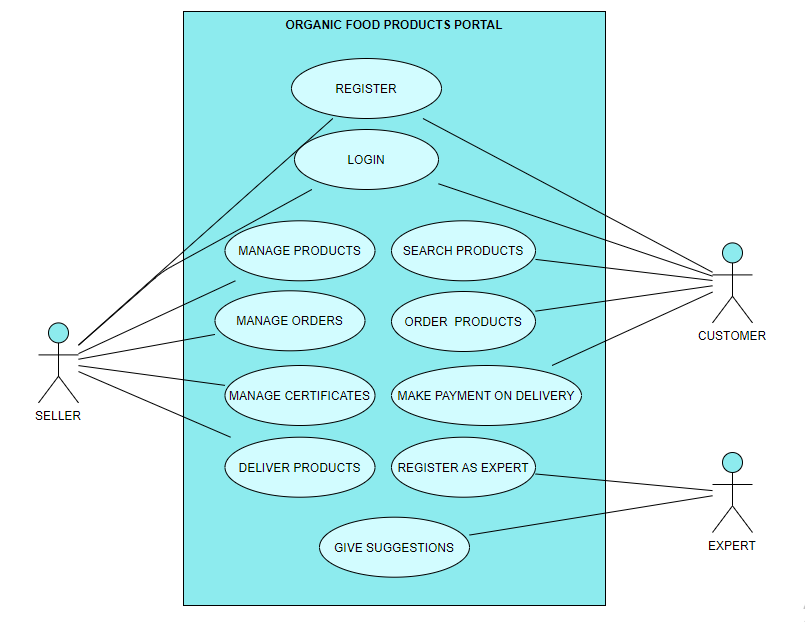 ORGANIC FOOD PRODUCTS PORTAL
REGISTER
LOGIN
MANAGE PRODUCTS
SEARCH PRODUCTS
MANAGE ORDERS
ORDER PRODUCTS
CUSTOMER
MANAGE CERTIFICATES
MAKE PAYMENT ON DELIVERY
SELLER
DELIVER PRODUCTS
REGISTER AS EXPERT
GIVE SUGGESTIONS
EXPERT